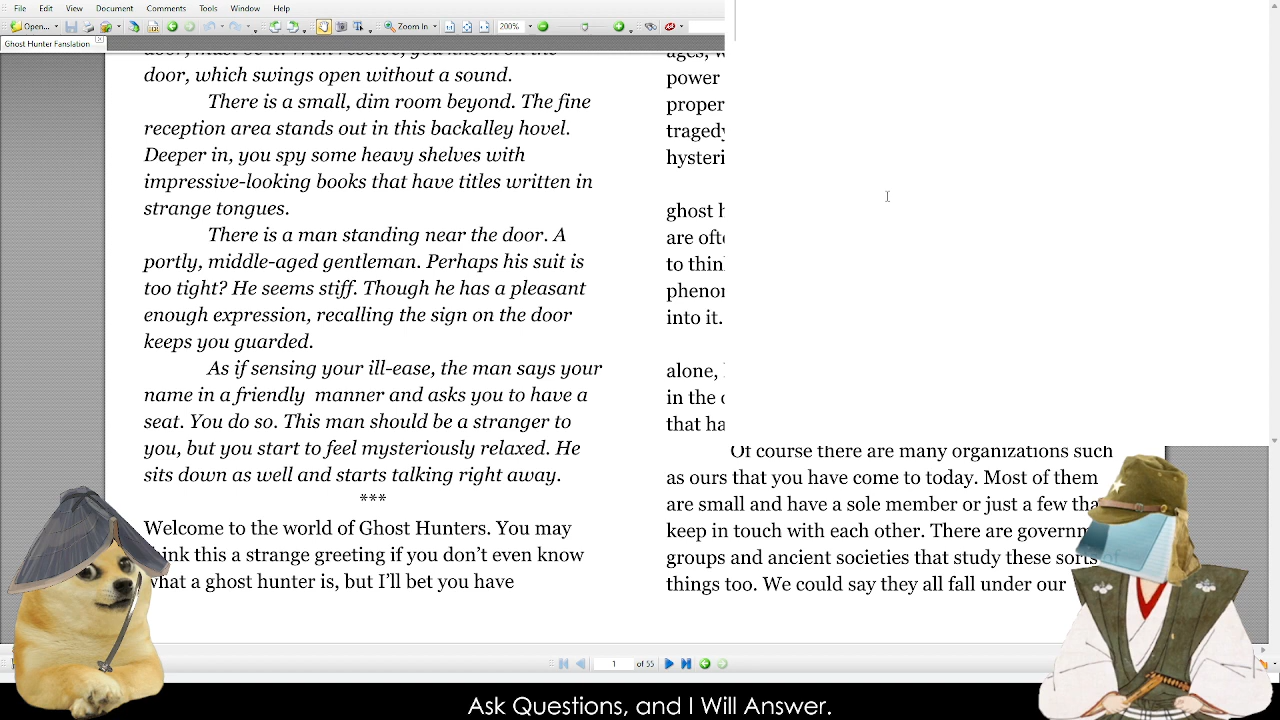 File Edit View Document Comments Tools Window Help
Open... Zoom In 200%
Ghost Hunter Fanslation
door, which swings open without a sound.
There is a small, dim room beyond. The fine
reception area stands out in this backalley hovel.
Deeper in, you spy some heavy shelves with
impressive-looking books that have titles written in
strange tongues.
There is a man standing near the door. A
portly, middle-aged gentleman. Perhaps his suit is
too tight? He seems stiff. Though he has a pleasant
enough expression, recalling the sign on the door
keeps you guarded.
As if sensing your ill-ease, the man says your
name in a friendly manner and asks you to have a
seat. You do so. This man should be a stranger to
you, but you start to feel mysteriously relaxed. He
sits down as well and starts talking right away.
***
Welcome to the world of Ghost Hunters. You may
think this a strange greeting if you don't even know
what a ghost hunter is, but I'll bet you have
power
proper
tragedy
hysteri
ghost
are
to
into it.
alone,
in the
that ha
Of course there are many organizations such
as ours that you have come to today. Most of them
are small and have a sole member or just a few tha
keep in touch with each other. There are governm
groups and ancient societies that study these sorts of
things too. We could say they all fall under our
1 of 55
Ask Questions, and I Will Answer.